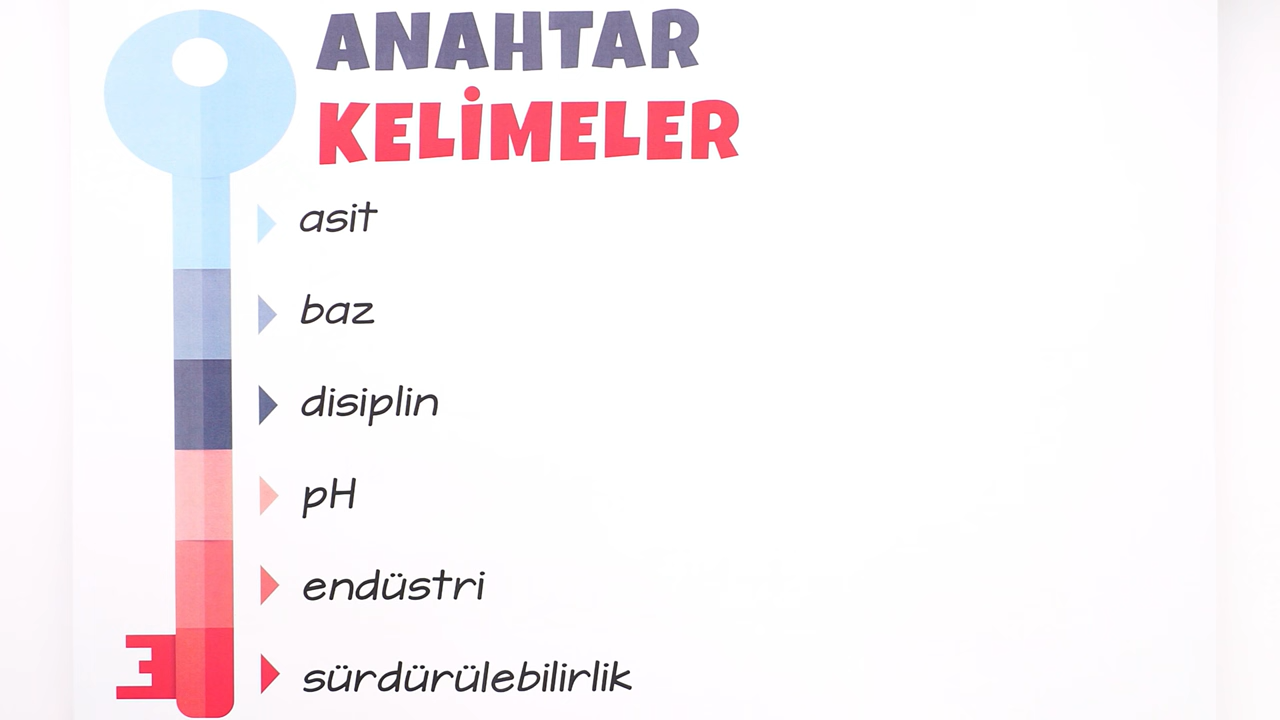 ANAHTAR
KELİMELER
asit
baz
disiplin
pH
endüstri
sürdürülebilirlik